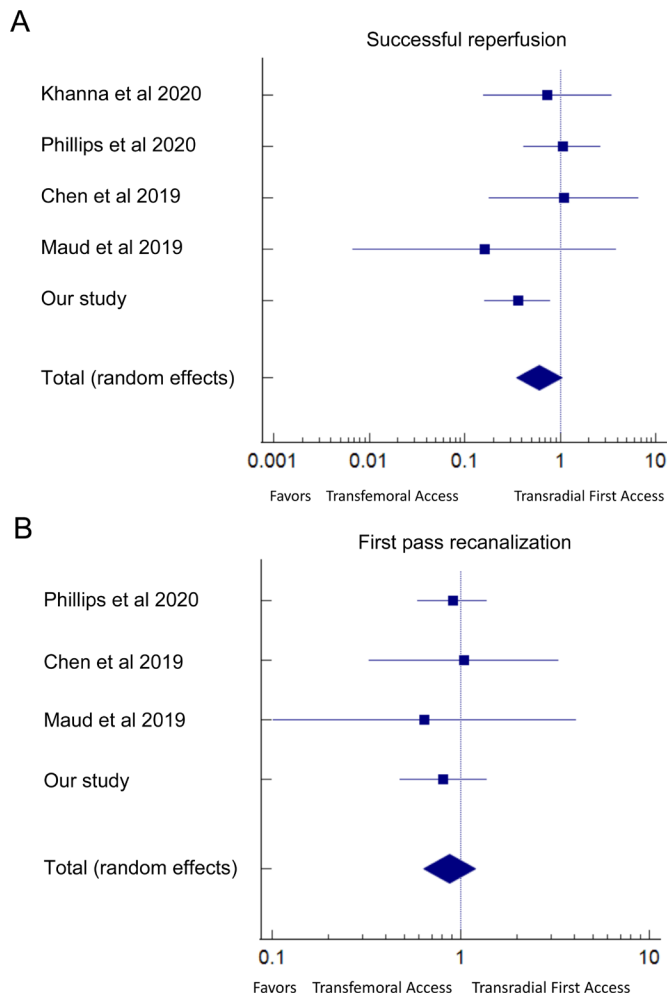 A
Successful reperfusion
Khanna et al 2020
Phillips et al 2020
Chen et al 2019
Maud et al 2019
Our study
Total (random effects)
0.001 0.01 0.1 1 10
Favors Transfemoral Access Transradial First Access
B
First pass recanalization
Phillips et al 2020
Chen et al 2019
Maud et al 2019
Our study
Total (random effects)
0.1 1 10
Favors Transfemoral Access Transradial First Access